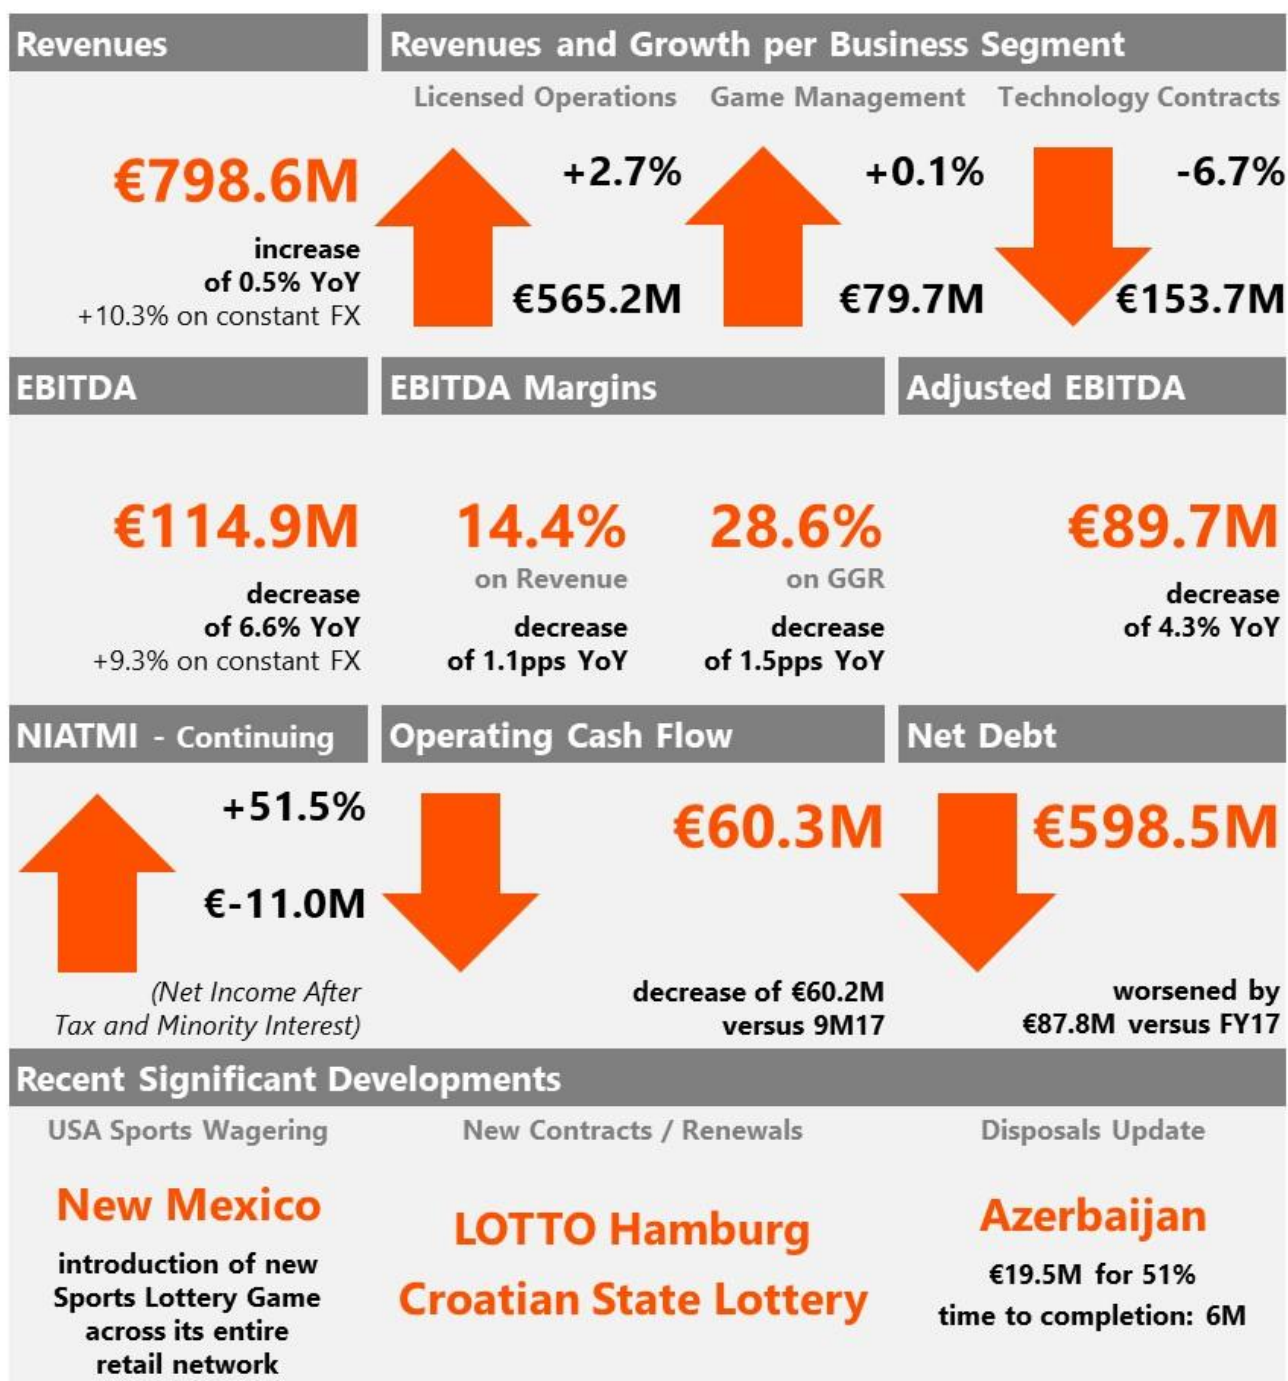 Revenues
€798.6M
increase
of 0.5% YoY
+10.3% on constant FX
Revenues and Growth per Business Segment
Licensed Operations
+2.7%
€565.2M
Game Management
+0.1%
€79.7M
Technology Contracts
-6.7%
€153.7M
EBITDA
€114.9M
decrease
of 6.6% YoY
+9.3% on constant FX
EBITDA Margins
14.4%
on Revenue
decrease
of 1.1pps YoY
28.6%
on GGR
decrease
of 1.5pps YoY
Adjusted EBITDA
€89.7M
decrease
of 4.3% YoY
NIATMI - Continuing
+51.5%
€-11.0M
(Net Income After
Tax and Minority Interest)
Operating Cash Flow
€60.3M
decrease of €60.2M
versus 9M17
Net Debt
€598.5M
worsened by
€87.8M versus FY17
Recent Significant Developments
USA Sports Wagering
New Mexico
introduction of new
Sports Lottery Game
across its entire
retail network
New Contracts / Renewals
LOTTO Hamburg
Croatian State Lottery
Disposals Update
Azerbaijan
€19.5M for 51%
time to completion: 6M